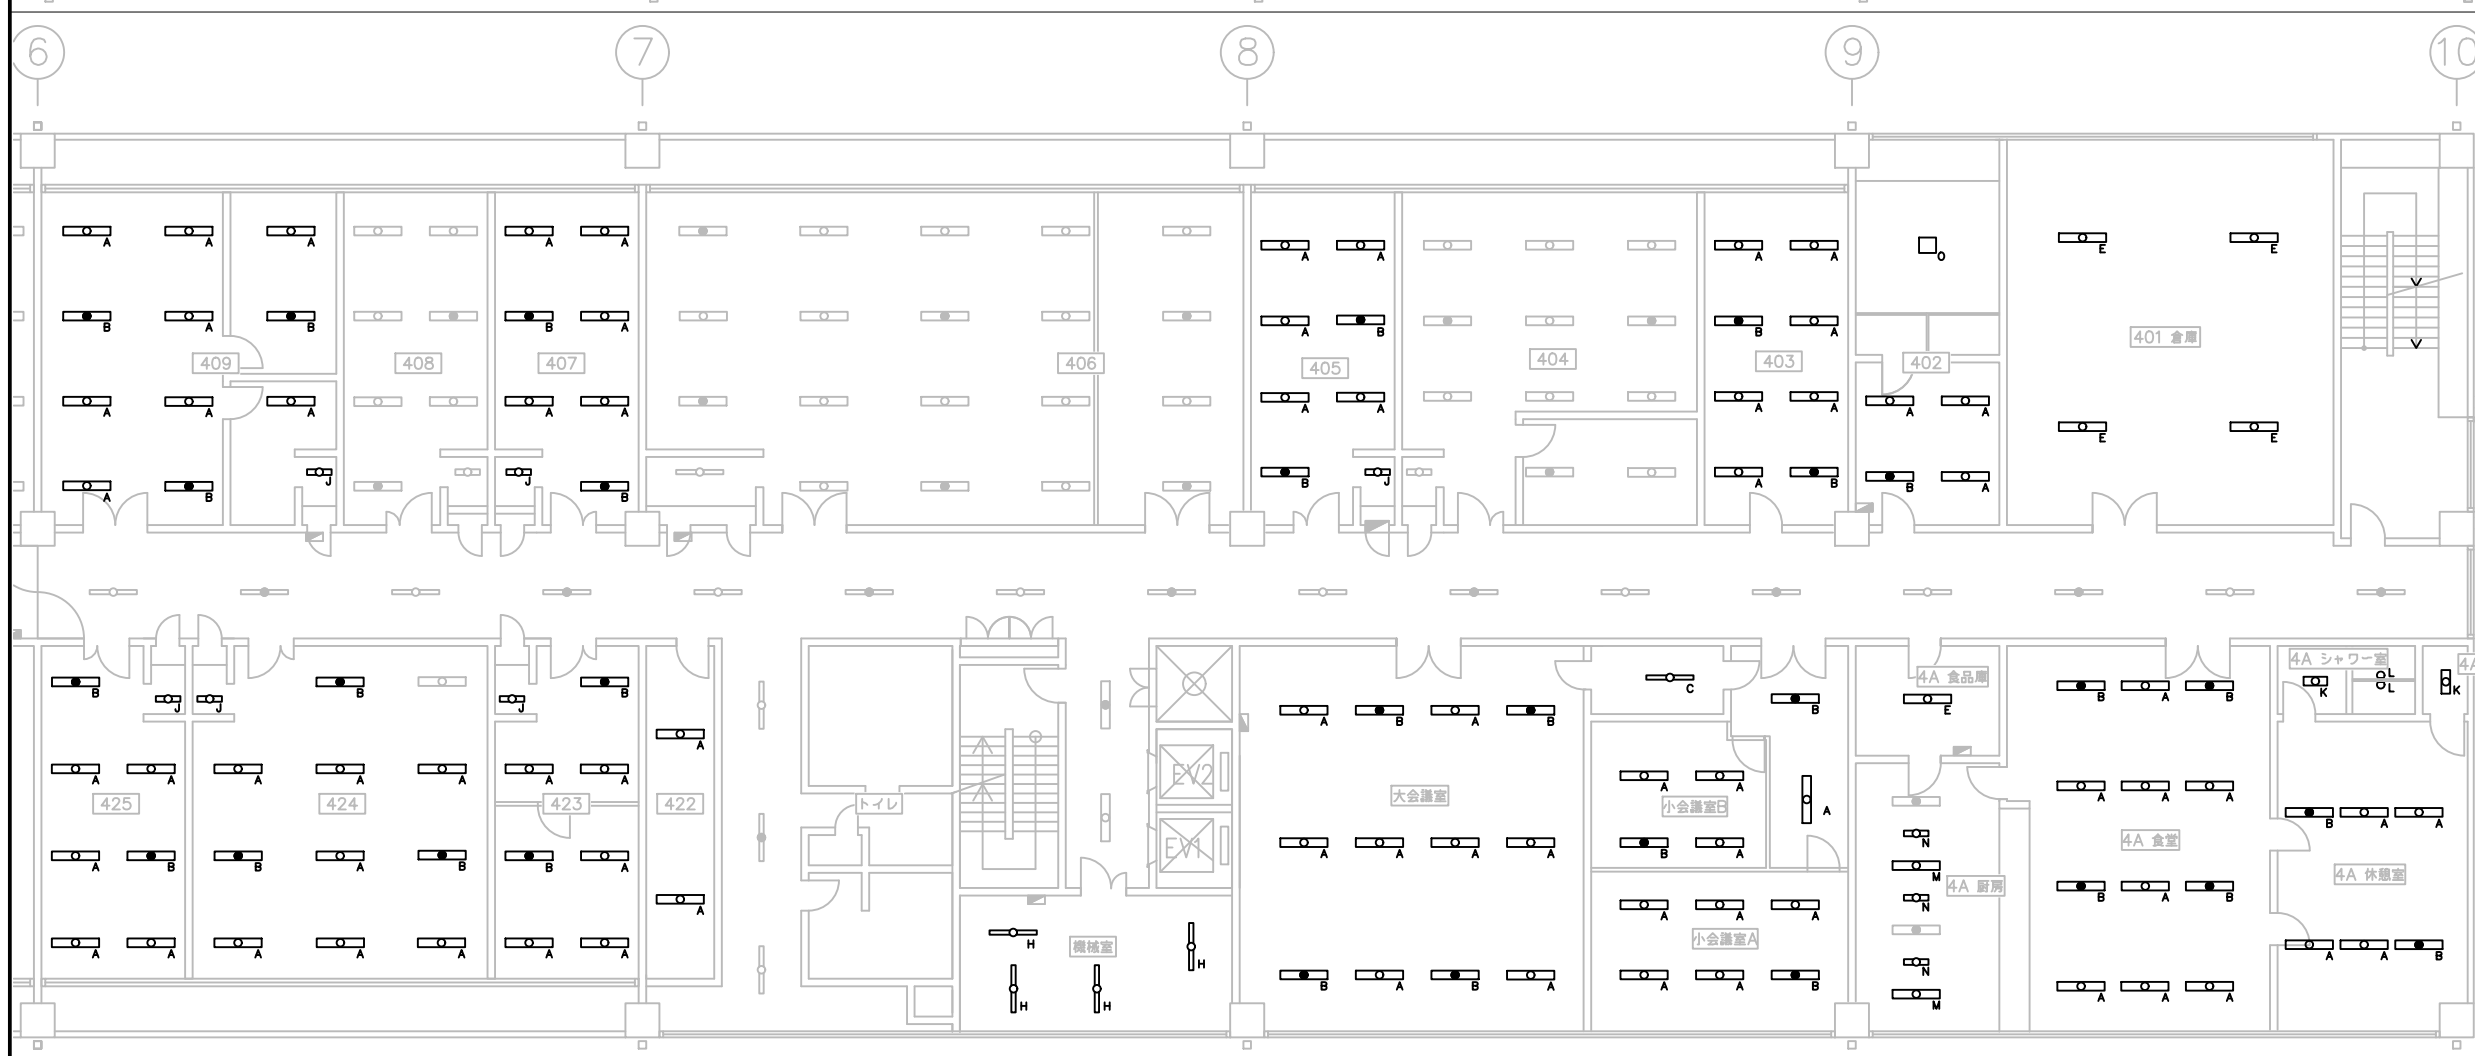 6 7 8 9 10
A A A A A A A A A A A A E E
O
B A B B A A B B A
409 408 407 406 405 404 403 402 401 倉庫
A A A A A A A A A A A E E
A B J J B B J A B B A
B J J B J B 4A シャワー室 4A
A C B 4A 食品庫 E B A B K L L K
A B A B
A A A A A A A A A A A A
425 424 423 422 トイレ EV2 大会議室 小会議室B A
N 4A 食堂 B A A
A B B A B B A EV1 A A A A B A
M 4A 厨房 B A B 4A 休憩室
A N A A A
A A A A A A A H 機械室 H 小会議室A A A B
H H B A B A A A B N M A A A